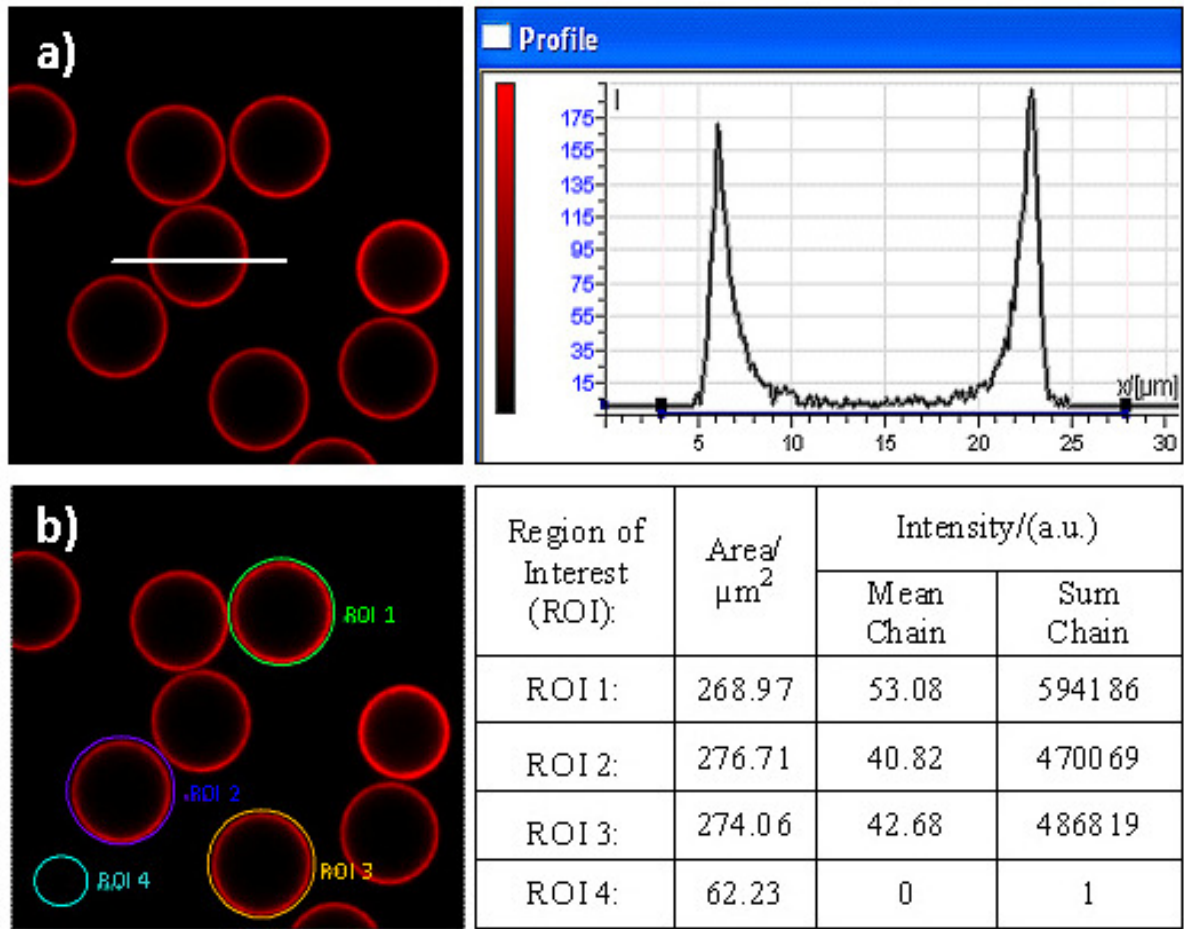 a)
Profile
I
175
155
135
115
95
75
55
35
15
x/[µm]
5 10 15 20 25 30
b)
ROI 1
ROI 2
ROI 3
ROI 4
Region of
Interest
(ROI):
Area/
µm²
Intensity/(a.u.)
Mean
Chain
Sum
Chain
ROI 1: 268.97 53.08 594186
ROI 2: 276.71 40.82 470069
ROI 3: 274.06 42.68 486819
ROI 4: 62.23 0 1